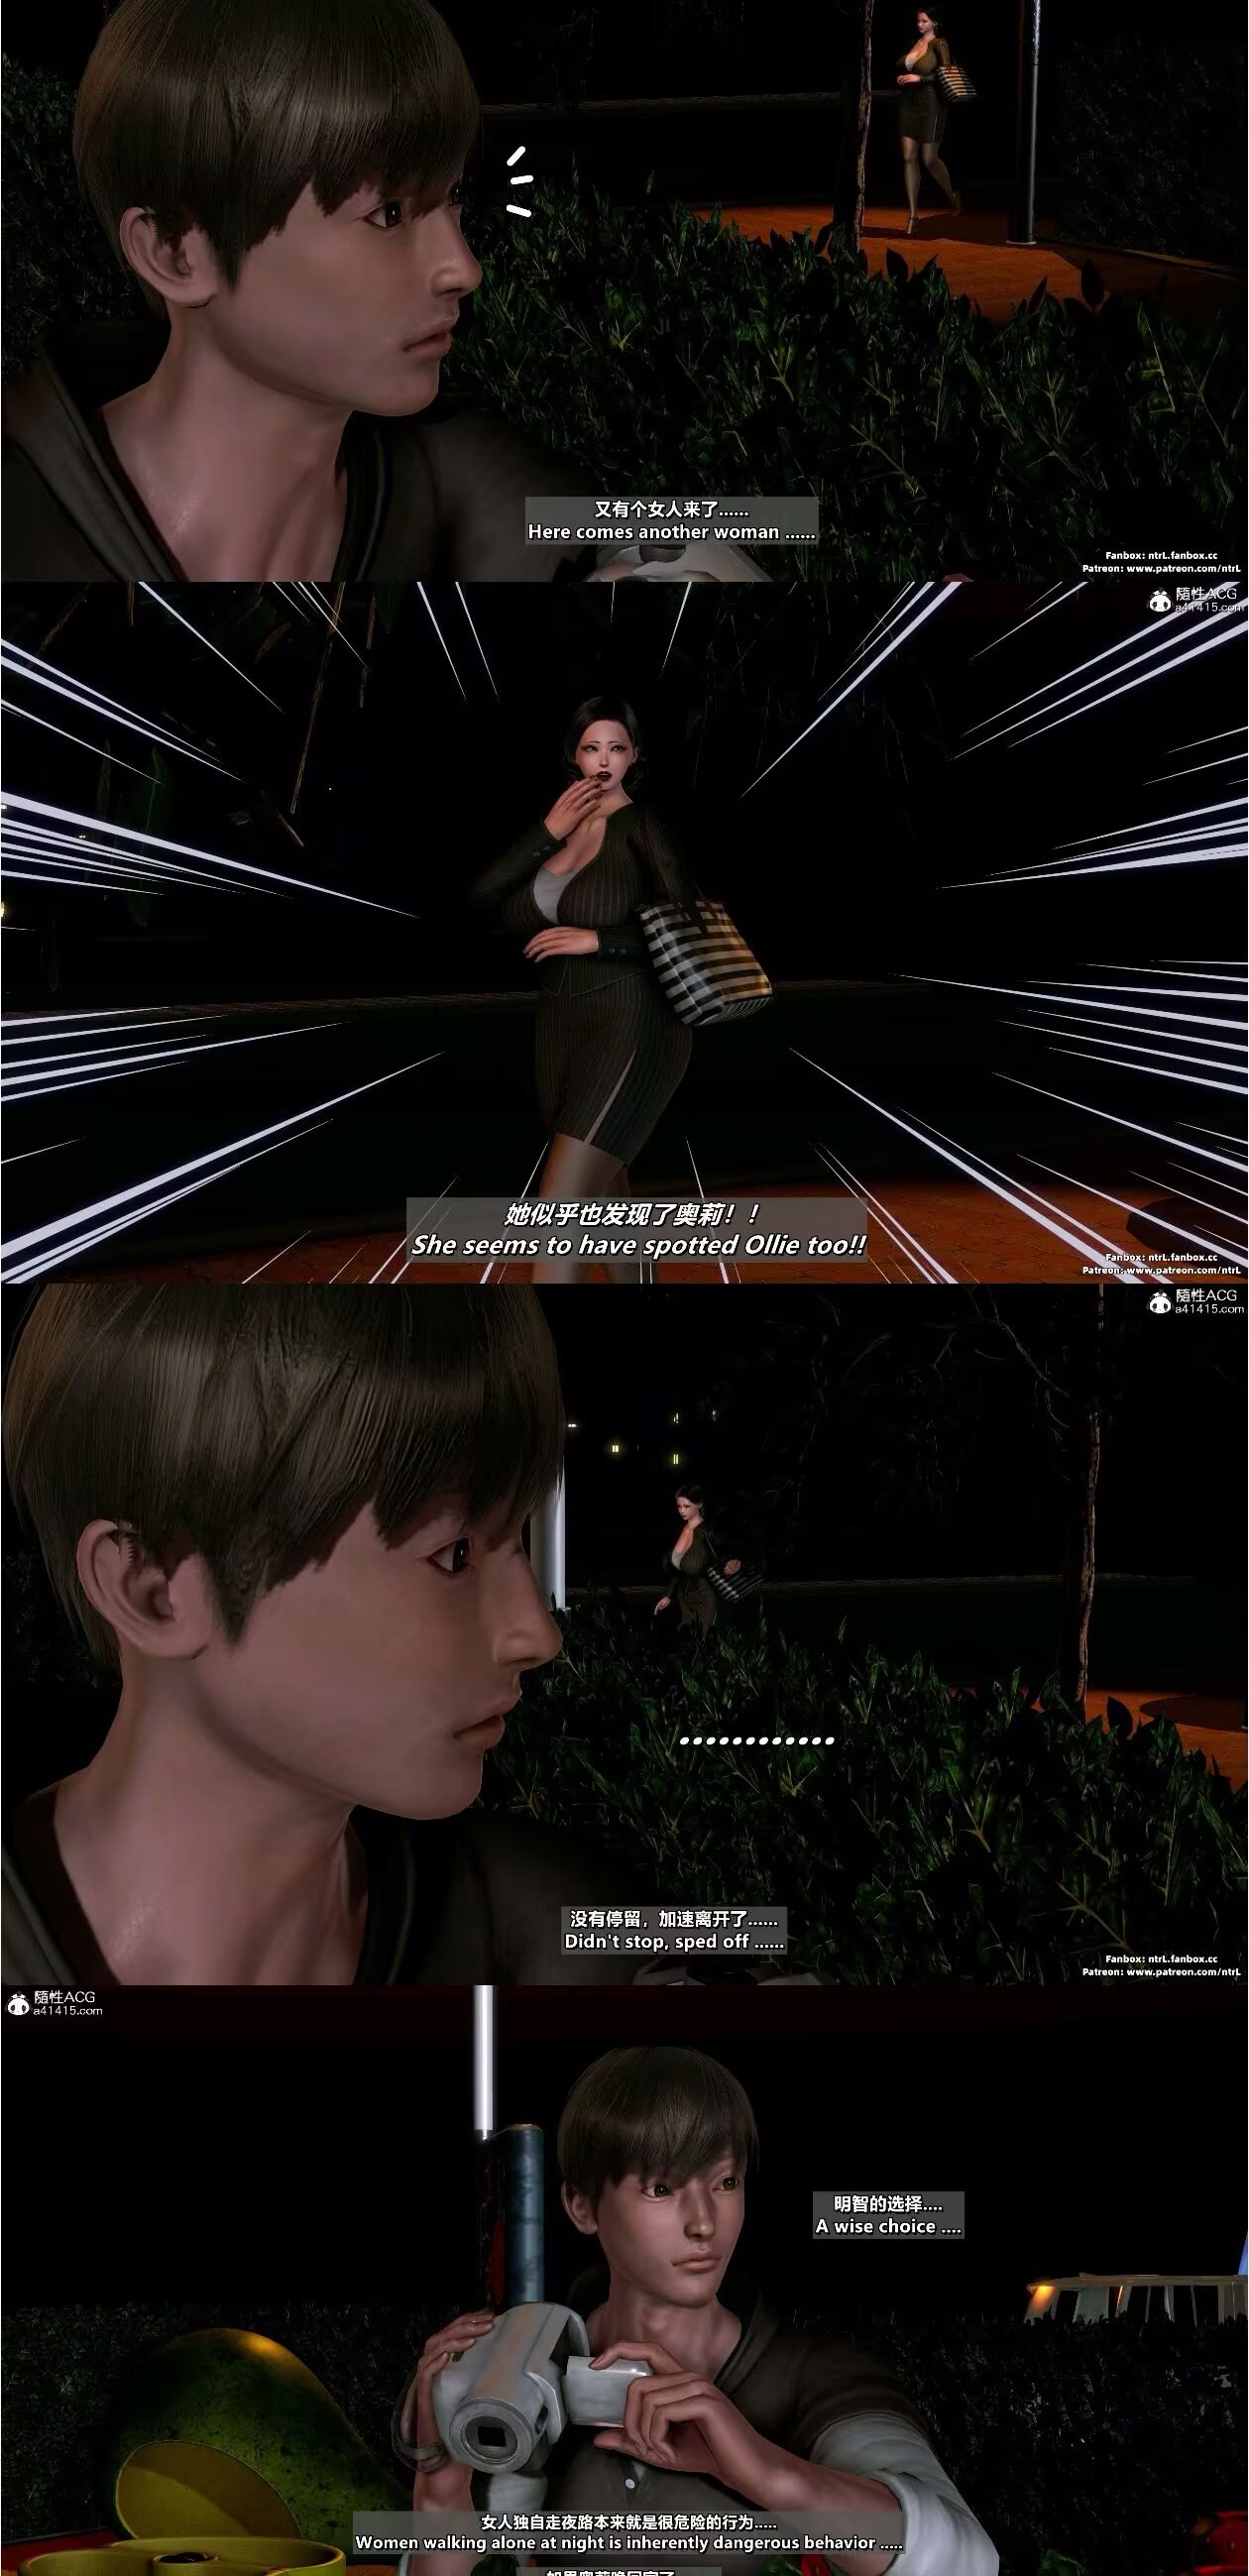 又有个女人来了......
Here comes another woman ......
Fanbox: ntrL.fanbox.cc
Patreon: www.patreon.com/ntrL
隨性ACG
a41415.com
她似乎也发现了奥莉！！
She seems to have spotted Ollie too!!
Fanbox: ntrL.fanbox.cc
Patreon: www.patreon.com/ntrL
隨性ACG
a41415.com
没有停留，加速离开了......
Didn't stop, sped off ......
Fanbox: ntrL.fanbox.cc
Patreon: www.patreon.com/ntrL
隨性ACG
a41415.com
明智的选择....
A wise choice ....
女人独自走夜路本来就是很危险的行为.....
Women walking alone at night is inherently dangerous behavior .....